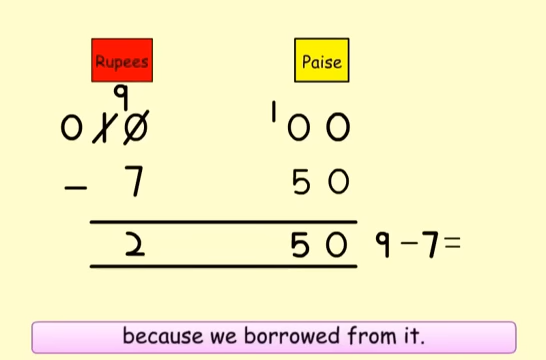 Rupees Paise
9
0 1 0 1 0 0
– 7 5 0
2 5 0 9 – 7 =
because we borrowed from it.